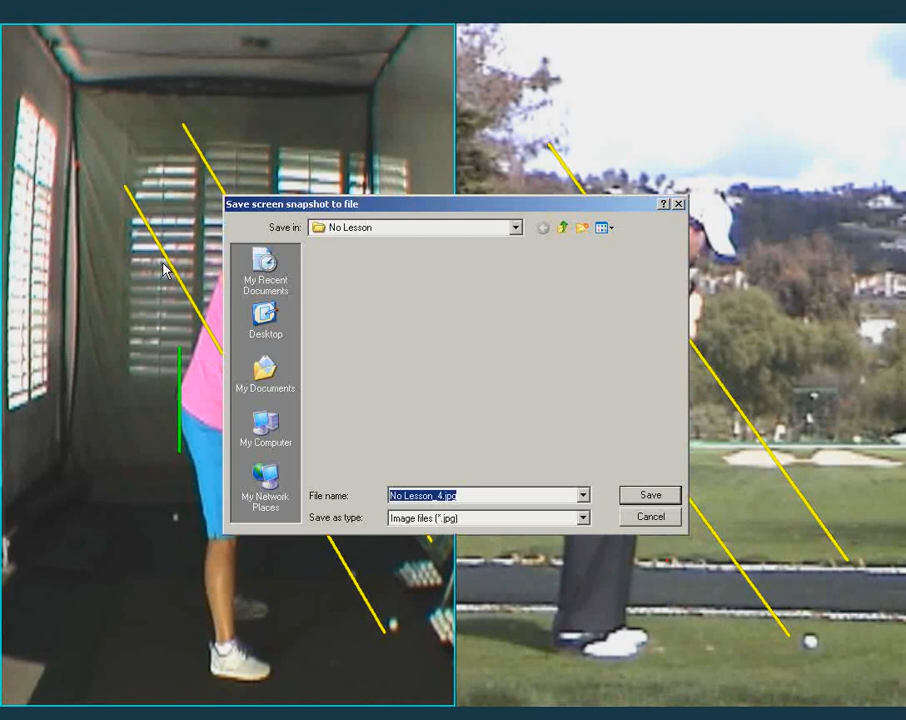 Save screen snapshot to file
Save in: No Lesson
My Recent
Documents
Desktop
My Documents
My Computer
My Network
Places
File name: No Lesson_4.jpg
Save as type: Image files (*.jpg)
Save
Cancel